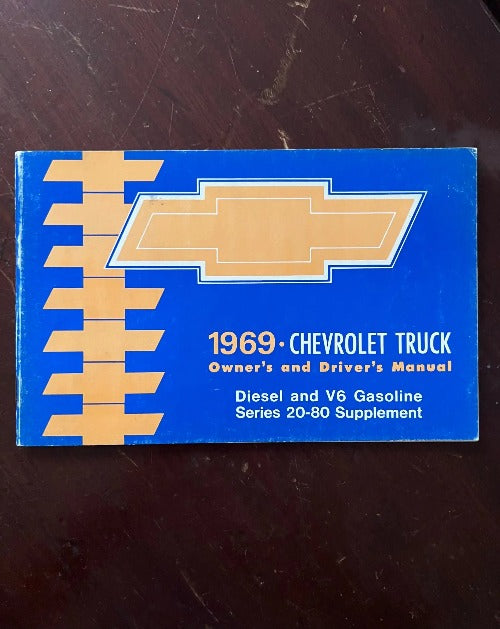 1969 • CHEVROLET TRUCK
Owner's and Driver's Manual
Diesel and V6 Gasoline
Series 20-80 Supplement